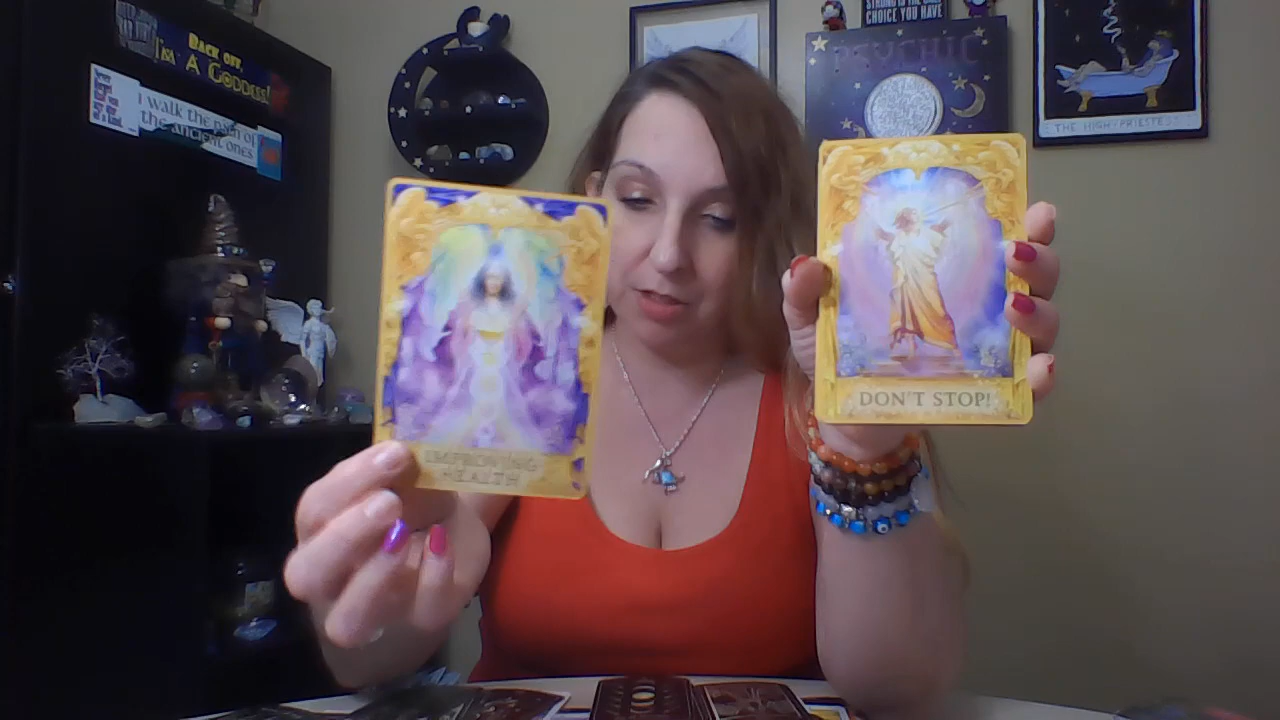 BACK OFF,
I'M A GODDESS!
I WALK THE PATH OF
THE ANCIENT ONES
STRONG IS THE ONLY
CHOICE YOU HAVE
PSYCHIC
THE HIGH PRIESTESS
IMPROVING
HEALTH
DON'T STOP!